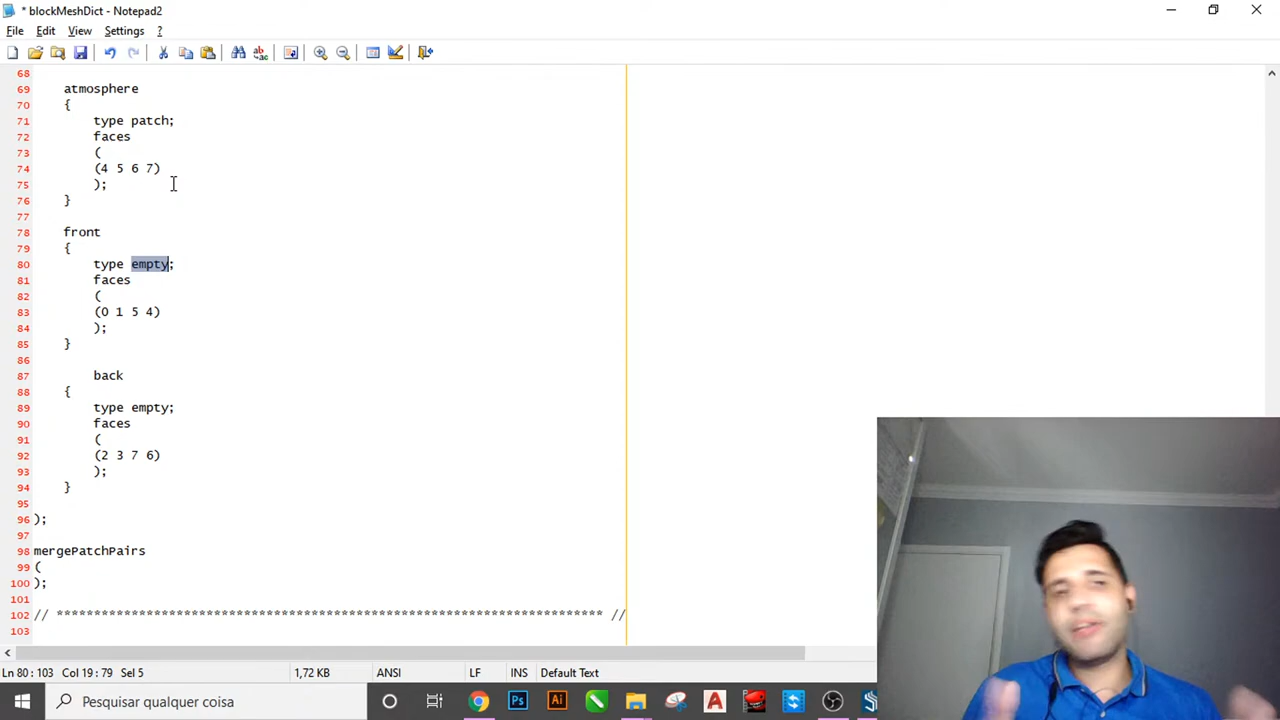 * blockMeshDict - Notepad2
File Edit View Settings ?
68
69 atmosphere
70 {
71 type patch;
72 faces
73 (
74 (4 5 6 7)
75 );
76 }
77
78 front
79 {
80 type empty;
81 faces
82 (
83 (0 1 5 4)
84 );
85 }
86
87 back
88 {
89 type empty;
90 faces
91 (
92 (2 3 7 6)
93 );
94 }
95
96 );
97
98 mergePatchPairs
99 (
100 );
101
102 // ************************************************************************* //
103
Ln 80 : 103 Col 19 : 79 Sel 5 1,72 KB ANSI LF INS Default Text
Pesquisar qualquer coisa
Ps
Ai
A